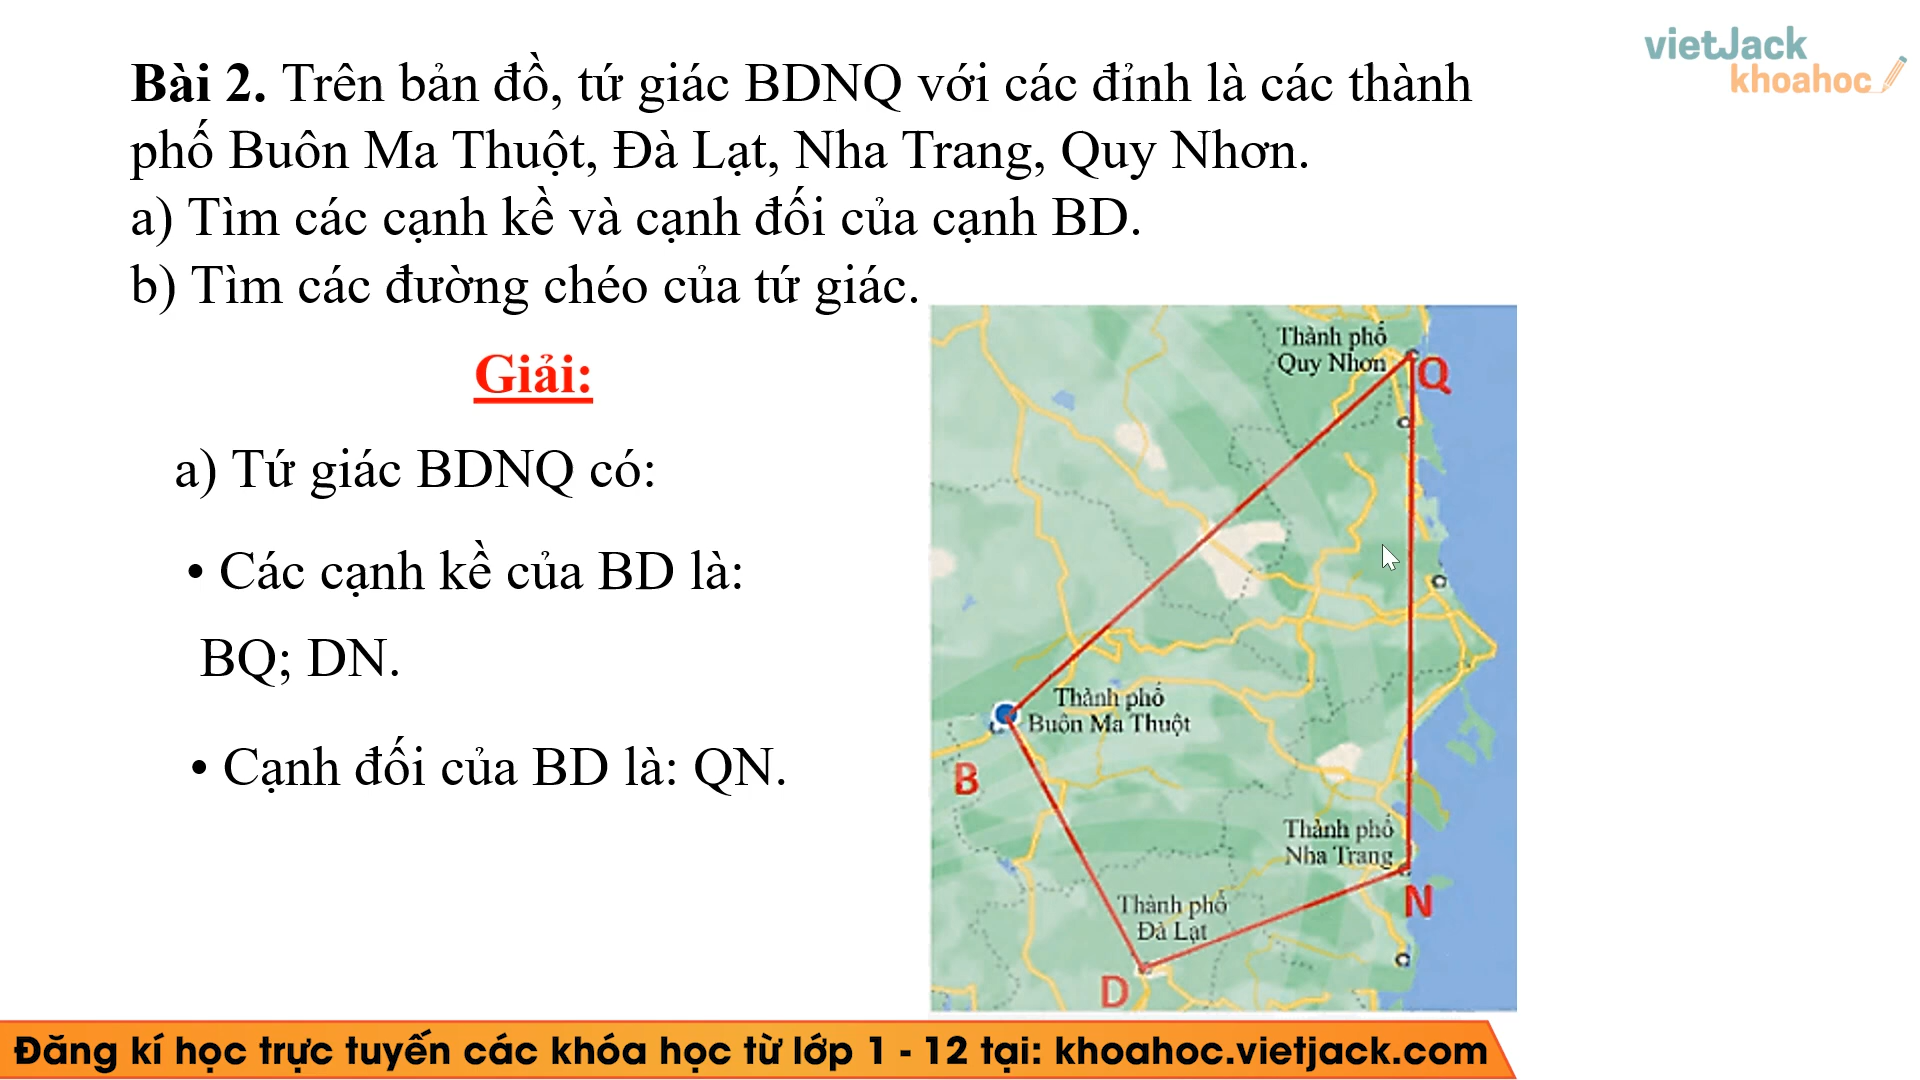 vietJack
khoahoc
Bài 2. Trên bản đồ, tứ giác BDNQ với các đỉnh là các thành
phố Buôn Ma Thuột, Đà Lạt, Nha Trang, Quy Nhơn.
a) Tìm các cạnh kề và cạnh đối của cạnh BD.
b) Tìm các đường chéo của tứ giác.
Giải:
a) Tứ giác BDNQ có:
• Các cạnh kề của BD là:
BQ; DN.
• Cạnh đối của BD là: QN.
Thành phố
Quy Nhơn
Q
Thành phố
Buôn Ma Thuột
B
Thành phố
Nha Trang
N
Thành phố
Đà Lạt
D
Đăng kí học trực tuyến các khóa học từ lớp 1 - 12 tại: khoahoc.vietjack.com